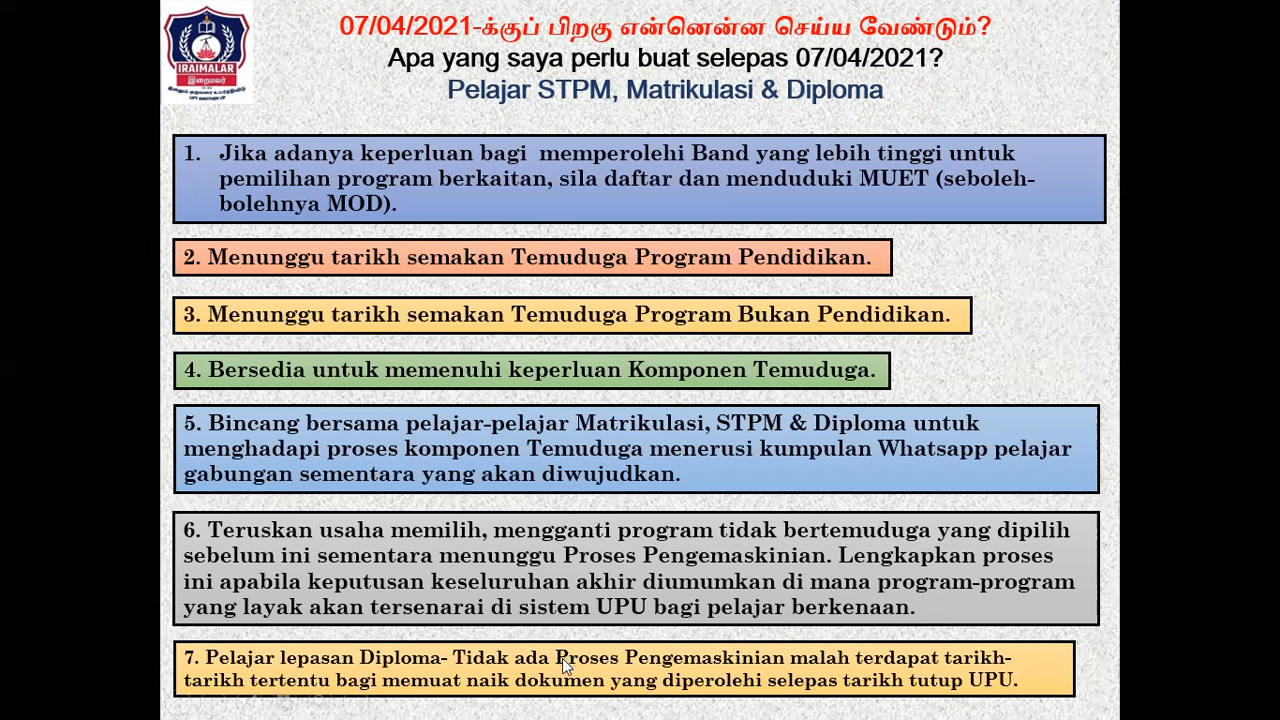 07/04/2021-க்குப் பிறகு என்னென்ன செய்ய வேண்டும்?
Apa yang saya perlu buat selepas 07/04/2021?
Pelajar STPM, Matrikulasi & Diploma
IRAIMALAR
இறைமலர்
LIFT ANOTHER UP
1. Jika adanya keperluan bagi memperolehi Band yang lebih tinggi untuk
pemilihan program berkaitan, sila daftar dan menduduki MUET (seboleh-
bolehnya MOD).
2. Menunggu tarikh semakan Temuduga Program Pendidikan.
3. Menunggu tarikh semakan Temuduga Program Bukan Pendidikan.
4. Bersedia untuk memenuhi keperluan Komponen Temuduga.
5. Bincang bersama pelajar-pelajar Matrikulasi, STPM & Diploma untuk
menghadapi proses komponen Temuduga menerusi kumpulan Whatsapp pelajar
gabungan sementara yang akan diwujudkan.
6. Teruskan usaha memilih, mengganti program tidak bertemuduga yang dipilih
sebelum ini sementara menunggu Proses Pengemaskinian. Lengkapkan proses
ini apabila keputusan keseluruhan akhir diumumkan di mana program-program
yang layak akan tersenarai di sistem UPU bagi pelajar berkenaan.
7. Pelajar lepasan Diploma- Tidak ada Proses Pengemaskinian malah terdapat tarikh-
tarikh tertentu bagi memuat naik dokumen yang diperolehi selepas tarikh tutup UPU.